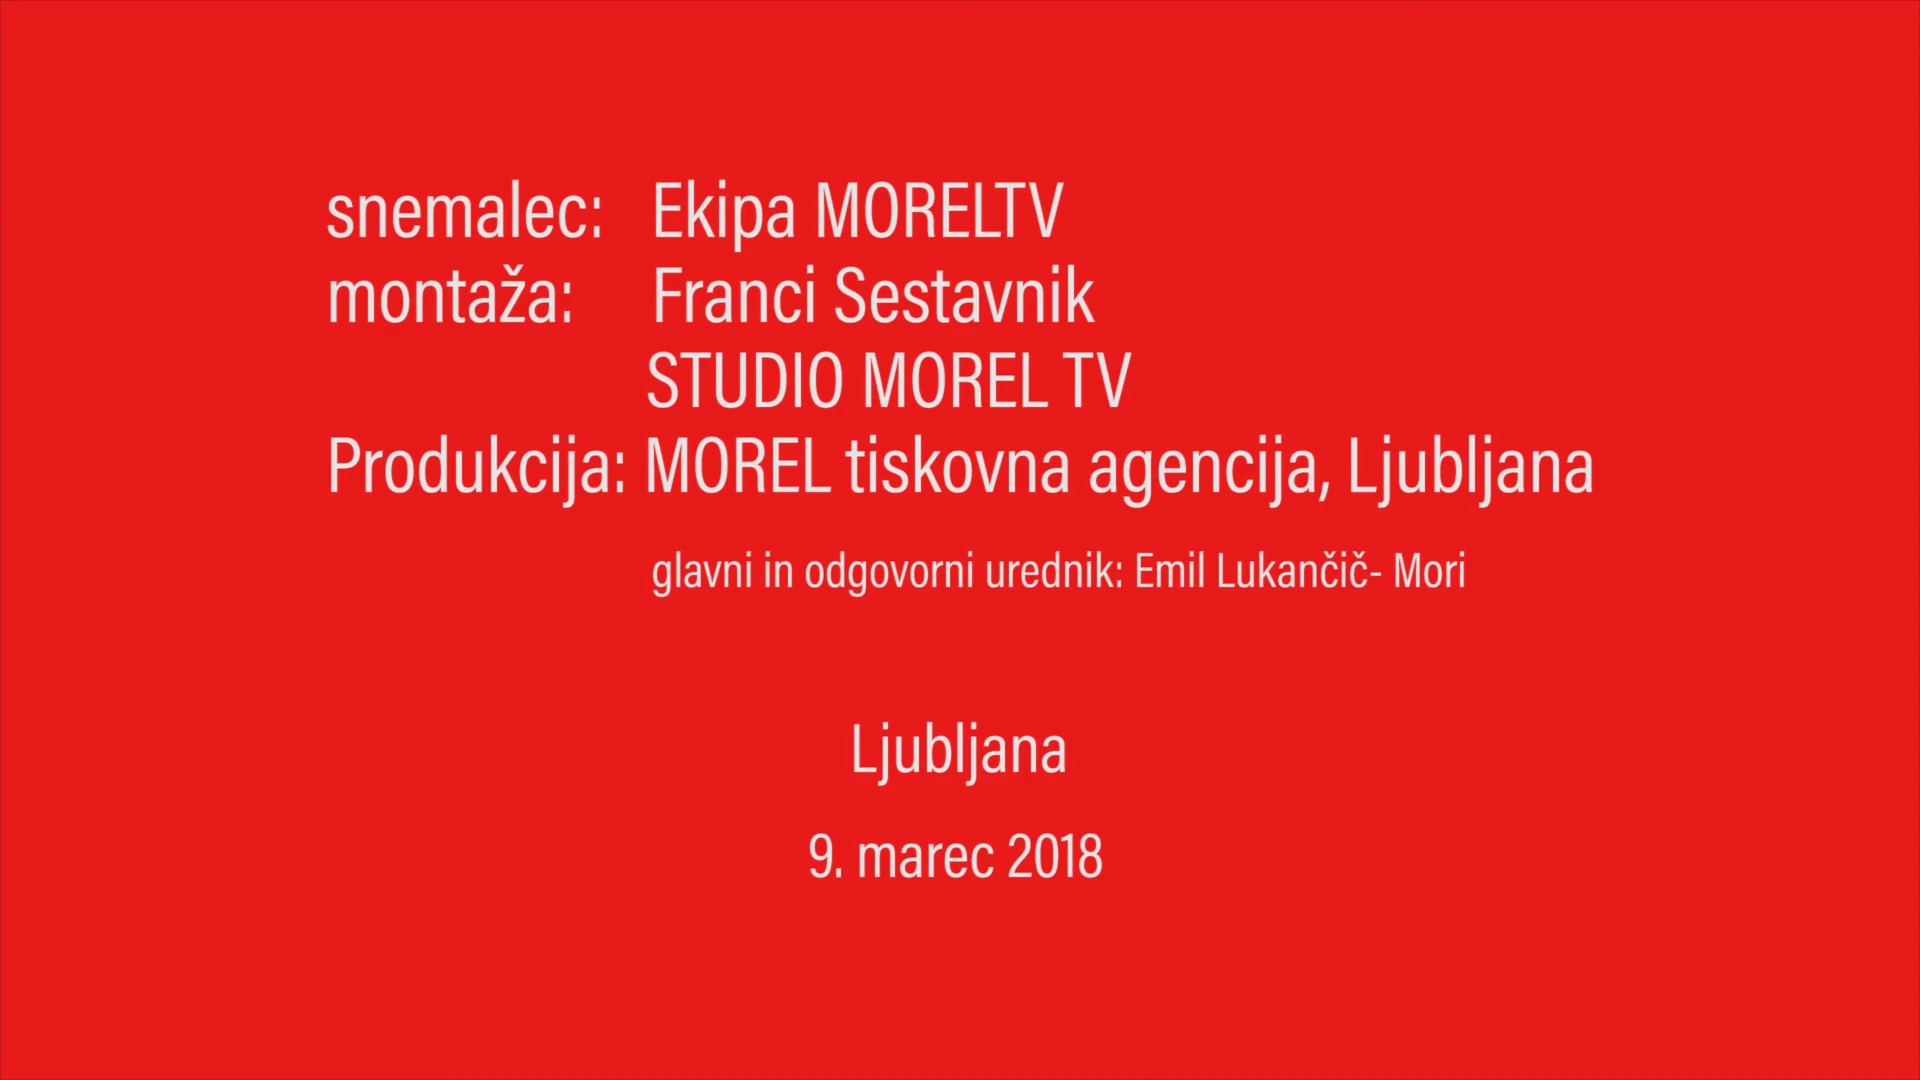 snemalec: Ekipa MORELTV
montaža: Franci Sestavnik
STUDIO MOREL TV
Produkcija: MOREL tiskovna agencija, Ljubljana
glavni in odgovorni urednik: Emil Lukančič- Mori
Ljubljana
9. marec 2018